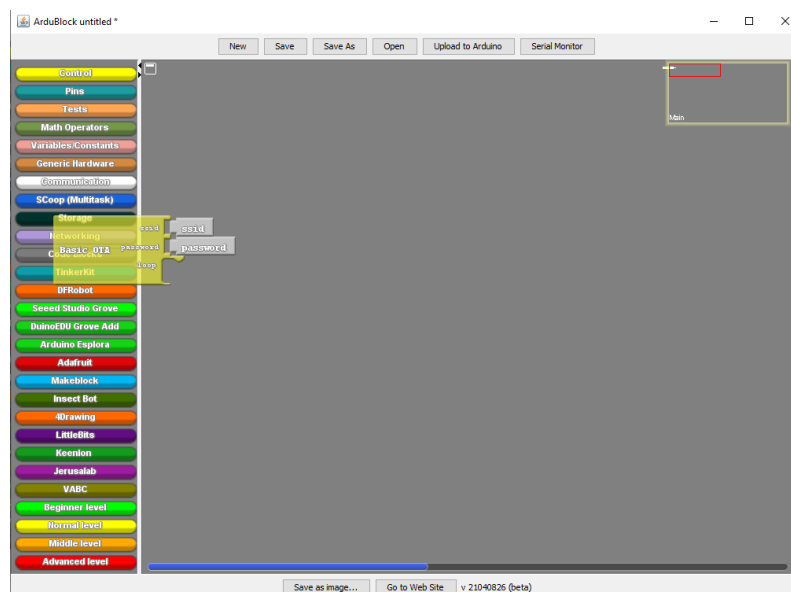 ArduBlock untitled *
New Save Save As Open Upload to Arduino Serial Monitor
Control
Pins
Tests
Math Operators
Variables/Constants
Generic Hardware
Communication
SCoop (Multitask)
Storage
ssid ssid
Networking
Basic OTA password password
Code Blocks
loop
TinkerKit
DFRobot
Seeed Studio Grove
DuinoEDU Grove Add
Arduino Esplora
Adafruit
Makeblock
Insect Bot
4Drawing
LittleBits
Keenlon
Jerusalab
VABC
Beginner level
Normal level
Middle level
Advanced level
Main
Save as image... Go to Web Site v 21040826 (beta)